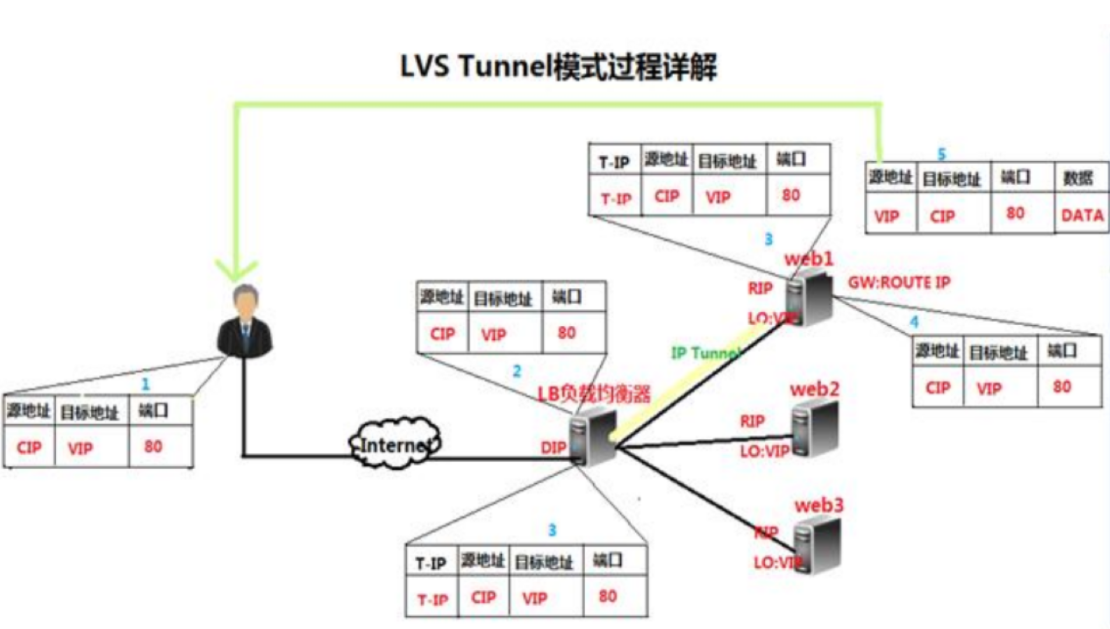 LVS Tunnel模式过程详解
T-IP 源地址 目标地址 端口
T-IP CIP VIP 80
3
5
源地址 目标地址 端口 数据
VIP CIP 80 DATA
web1
RIP
LO:VIP
GW:ROUTE IP
4
源地址 目标地址 端口
CIP VIP 80
源地址 目标地址 端口
CIP VIP 80
2
IP Tunnel
LB负载均衡器
1
源地址 目标地址 端口
CIP VIP 80
Internet
DIP
web2
RIP
LO:VIP
web3
RIP
LO:VIP
3
T-IP 源地址 目标地址 端口
T-IP CIP VIP 80